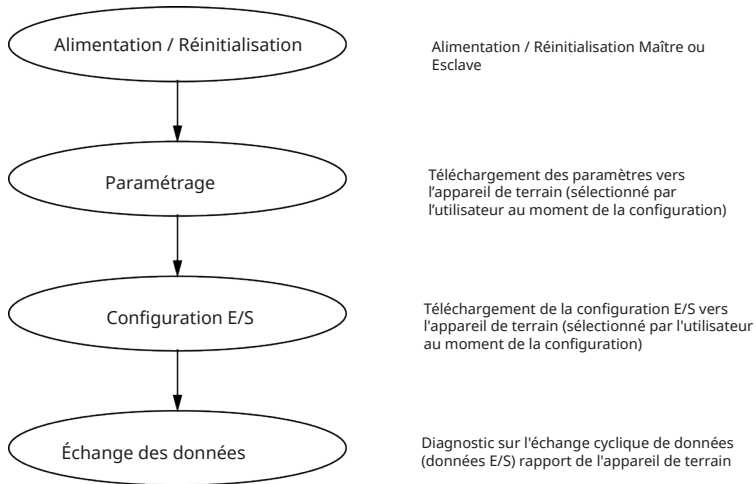 Alimentation / Réinitialisation
Alimentation / Réinitialisation Maître ou
Esclave
Paramétrage
Téléchargement des paramètres vers
l’appareil de terrain (sélectionné par
l’utilisateur au moment de la configuration)
Configuration E/S
Téléchargement de la configuration E/S vers
l'appareil de terrain (sélectionné par l'utilisateur
au moment de la configuration)
Échange des données
Diagnostic sur l'échange cyclique de données
(données E/S) rapport de l'appareil de terrain